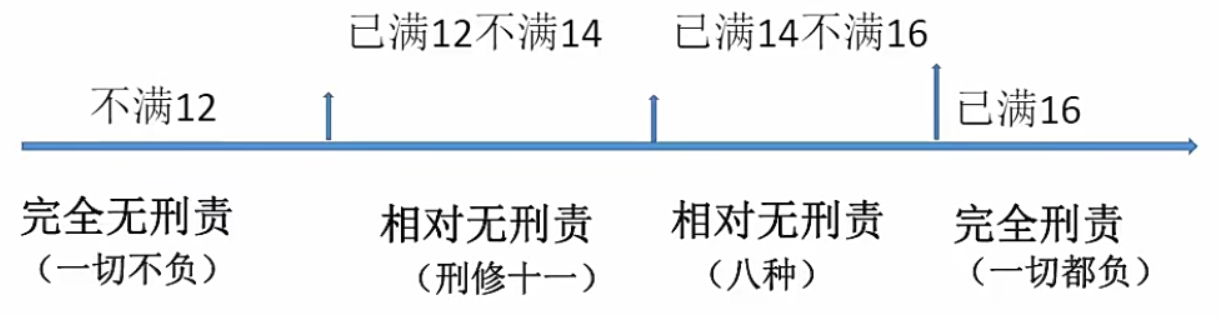 已满12不满14
已满14不满16
不满12
已满16
完全无刑责
(一切不负)
相对无刑责
(刑修十一)
相对无刑责
(八种)
完全刑责
(一切都负)